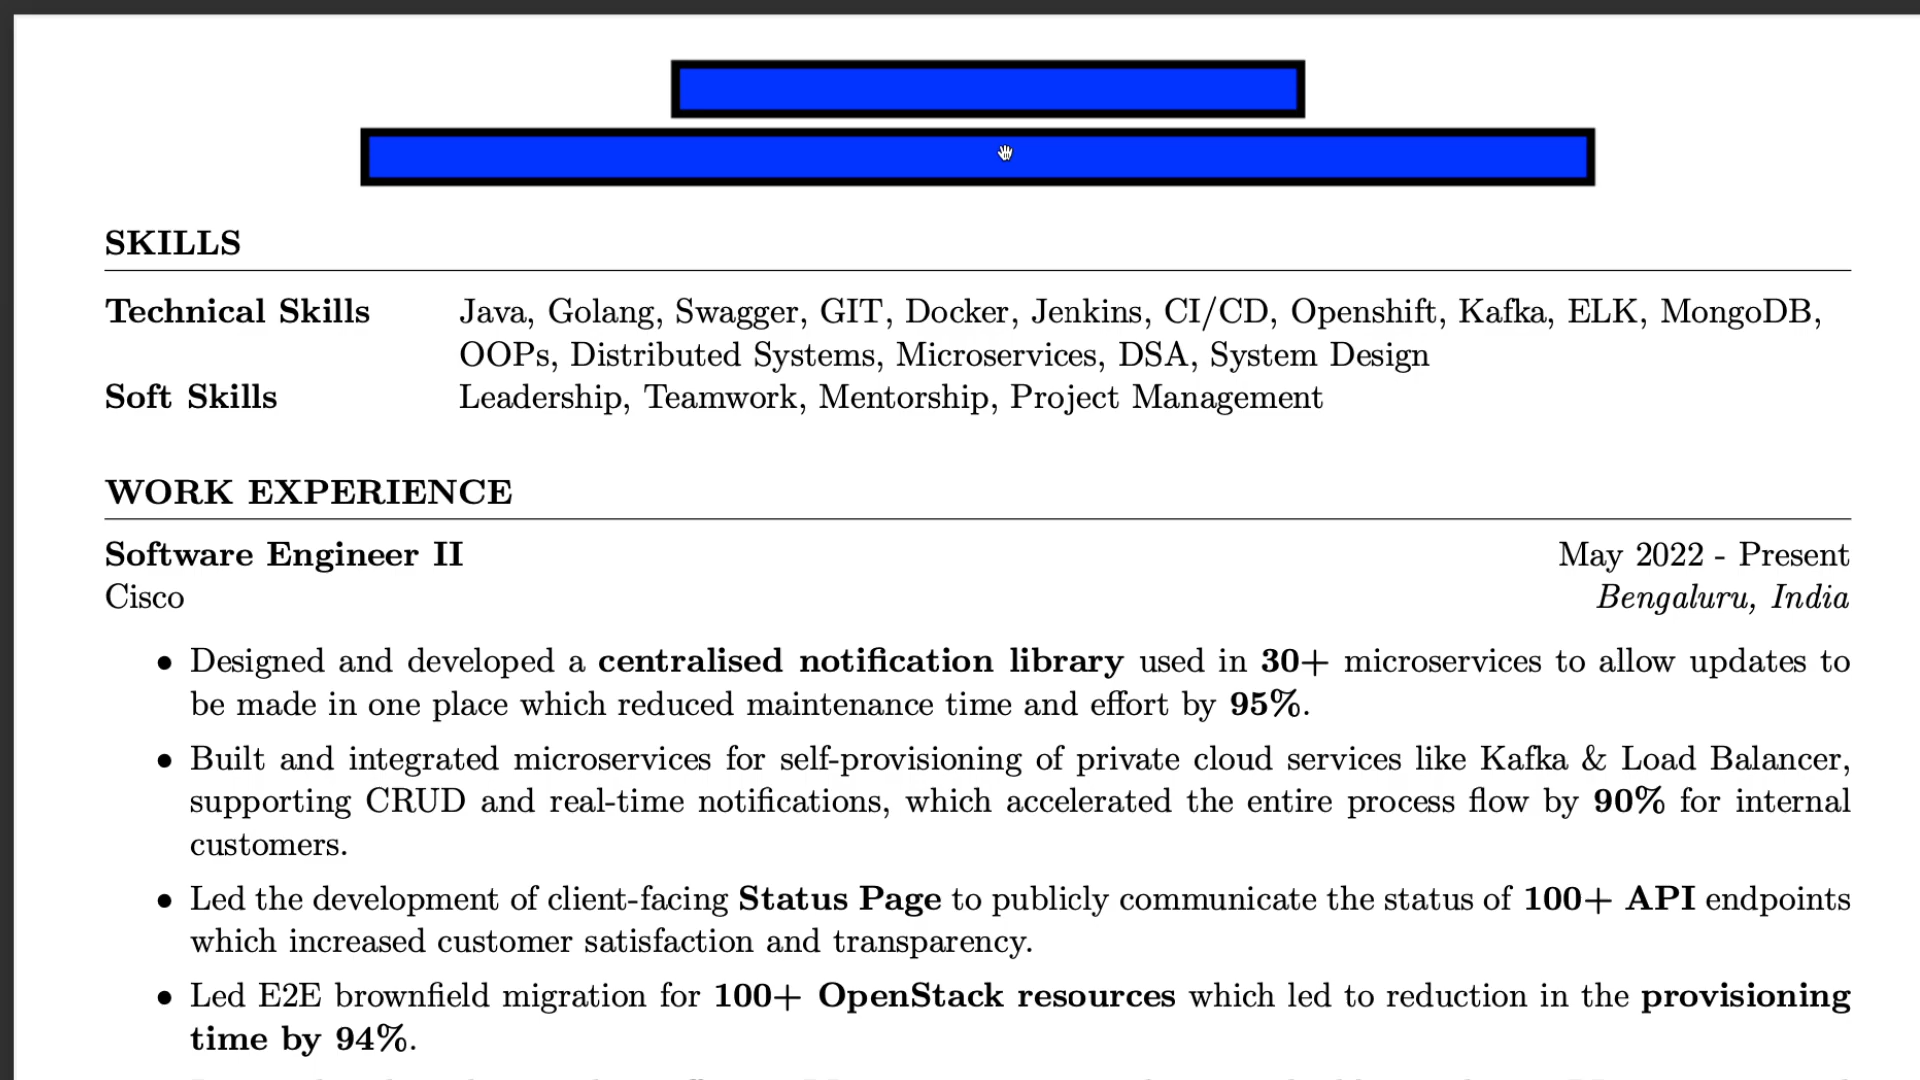 SKILLS
Technical Skills Java, Golang, Swagger, GIT, Docker, Jenkins, CI/CD, Openshift, Kafka, ELK, MongoDB,
OOPs, Distributed Systems, Microservices, DSA, System Design
Soft Skills Leadership, Teamwork, Mentorship, Project Management
WORK EXPERIENCE
Software Engineer II May 2022 - Present
Cisco Bengaluru, India
• Designed and developed a centralised notification library used in 30+ microservices to allow updates to
be made in one place which reduced maintenance time and effort by 95%.
• Built and integrated microservices for self-provisioning of private cloud services like Kafka & Load Balancer,
supporting CRUD and real-time notifications, which accelerated the entire process flow by 90% for internal
customers.
• Led the development of client-facing Status Page to publicly communicate the status of 100+ API endpoints
which increased customer satisfaction and transparency.
• Led E2E brownfield migration for 100+ OpenStack resources which led to reduction in the provisioning
time by 94%.